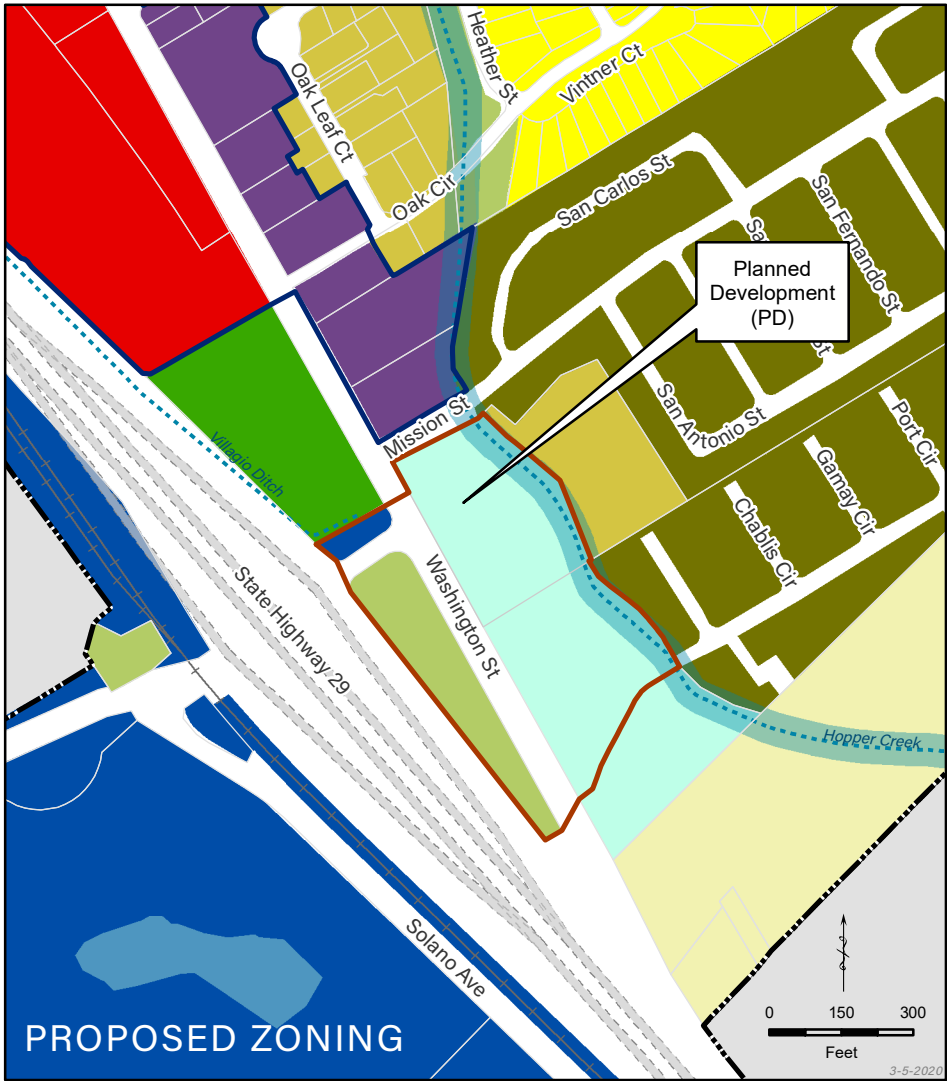 Heather St
Vintner Ct
Oak Leaf Ct
Oak Cir
San Carlos St
San Fernando St
Sa
St
Planned
Development
(PD)
Mission St
San Antonio St
Port Cir
Gamay Cir
Chablis Cir
Villagio Ditch
Washington St
State Highway 29
Hopper Creek
Solano Ave
PROPOSED ZONING
0 150 300
Feet
3-5-2020